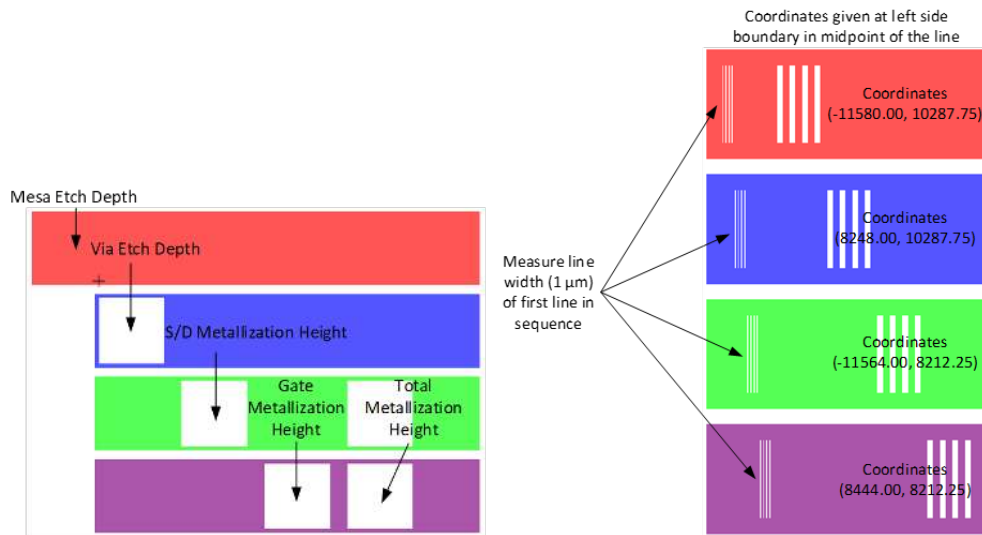 Coordinates given at left side
boundary in midpoint of the line
Coordinates
(-11580.00, 10287.75)
Mesa Etch Depth
Via Etch Depth
Coordinates
(8248.00, 10287.75)
Measure line
width (1 μm)
of first line in
sequence
S/D Metallization Height
Coordinates
(-11564.00, 8212.25)
Gate
Metallization
Height
Total
Metallization
Height
Coordinates
(8444.00, 8212.25)